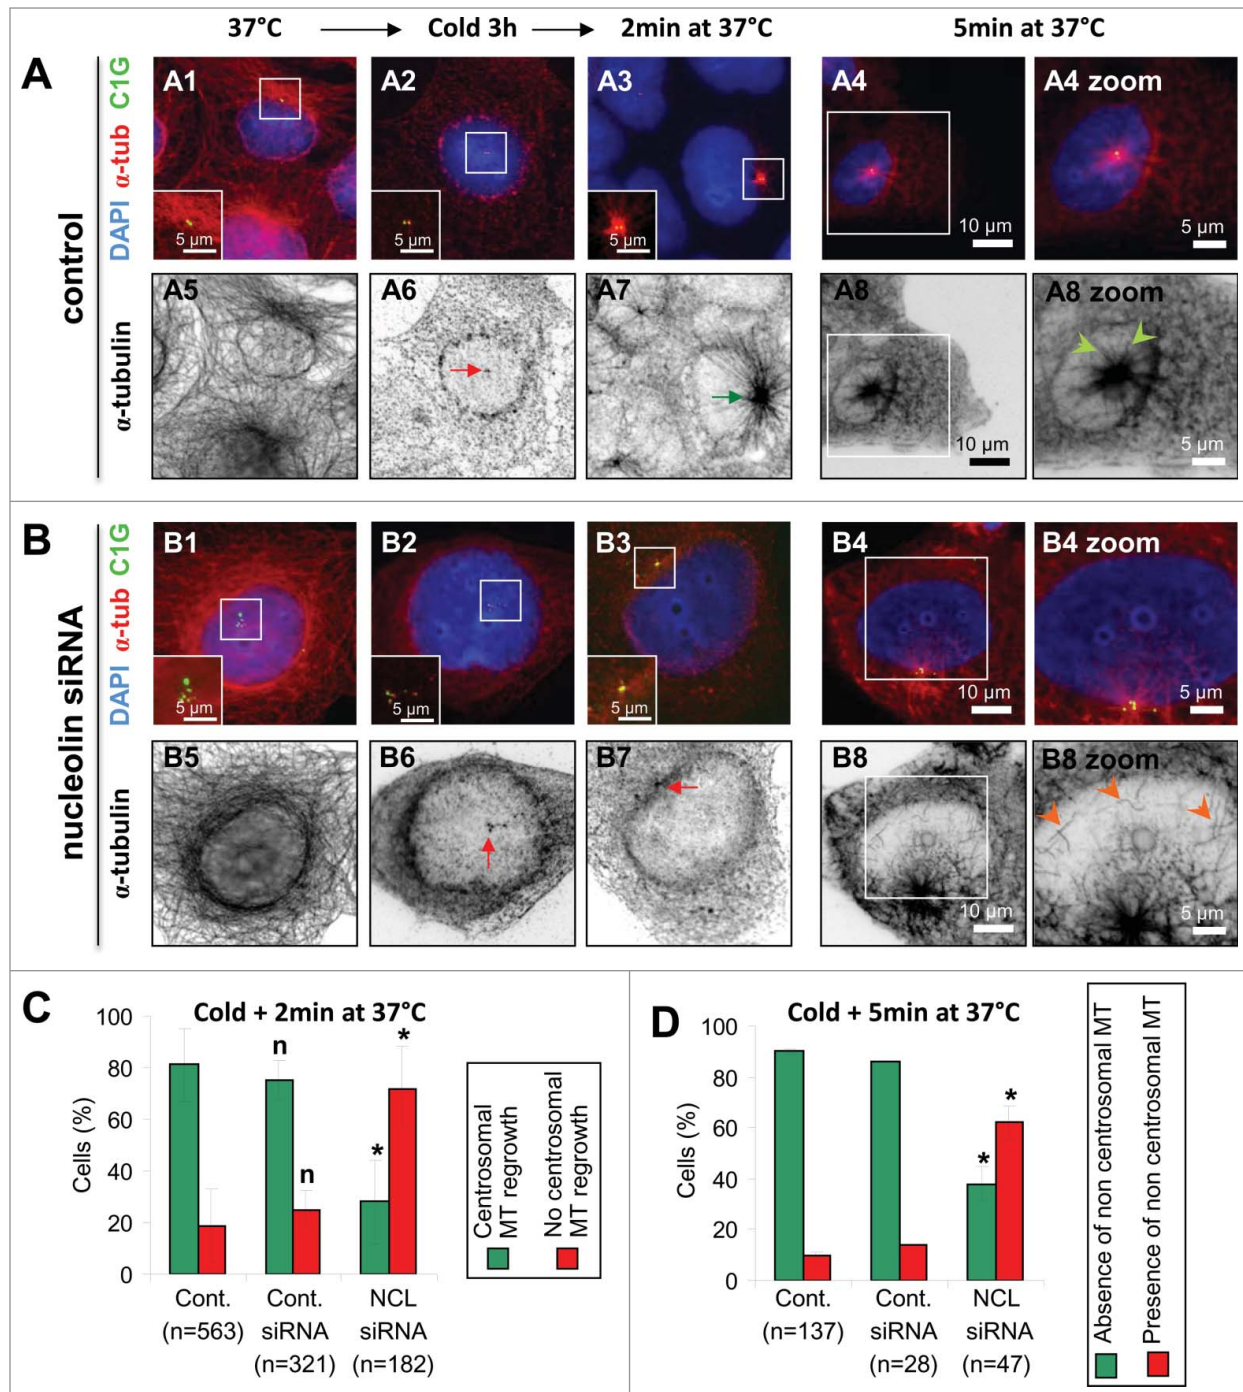 37°C → Cold 3h → 2min at 37°C 5min at 37°C
A
control
DAPI α-tub C1G
A1
5 µm
A2
5 µm
A3
5 µm
A4
10 µm
A4 zoom
5 µm
α-tubulin
A5
A6
A7
A8
10 µm
A8 zoom
5 µm
B
nucleolin siRNA
DAPI α-tub C1G
B1
5 µm
B2
5 µm
B3
5 µm
B4
10 µm
B4 zoom
5 µm
α-tubulin
B5
B6
B7
B8
10 µm
B8 zoom
5 µm
C
Cold + 2min at 37°C
Cells (%)
100
80
60
40
20
0
n
n
*
*
Cont.
(n=563)
Cont.
siRNA
(n=321)
NCL
siRNA
(n=182)
Centrosomal
MT regrowth
No centrosomal
MT regrowth
D
Cold + 5min at 37°C
Cells (%)
100
80
60
40
20
0
*
*
Cont.
(n=137)
Cont.
siRNA
(n=28)
NCL
siRNA
(n=47)
Absence of non centrosomal MT
Presence of non centrosomal MT